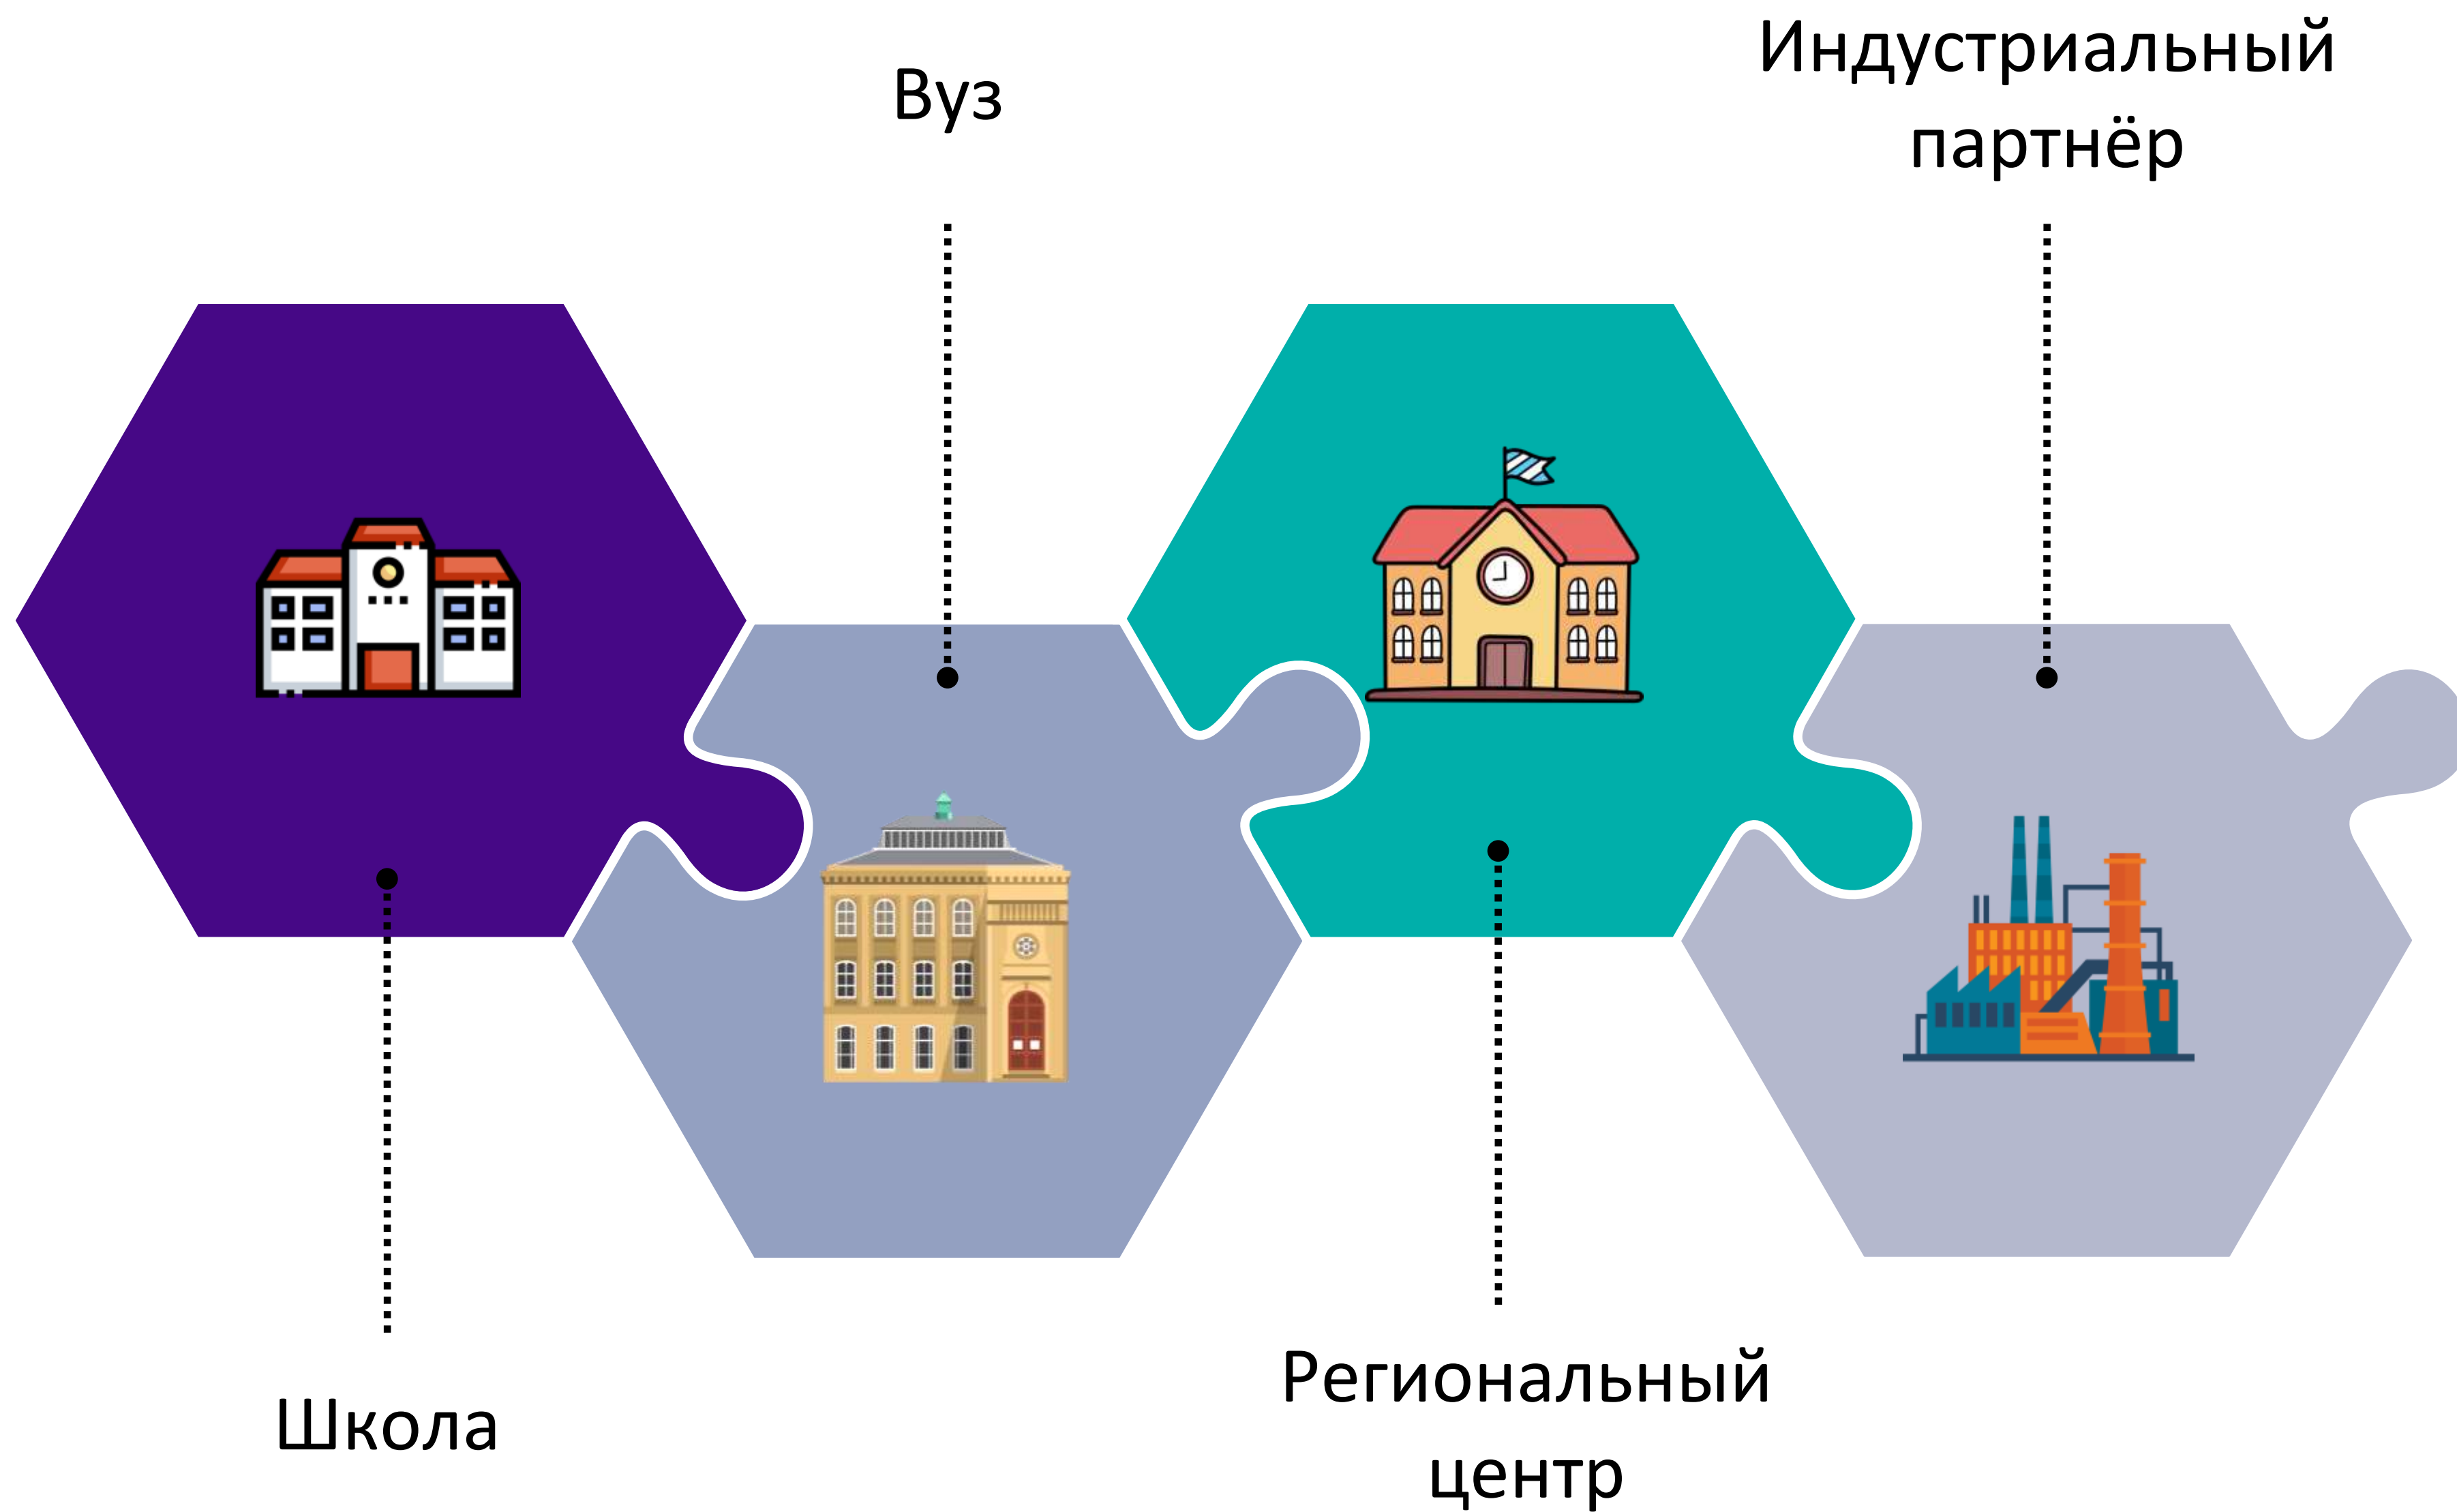 Вуз
Индустриальный
партнёр
Школа
Региональный
центр